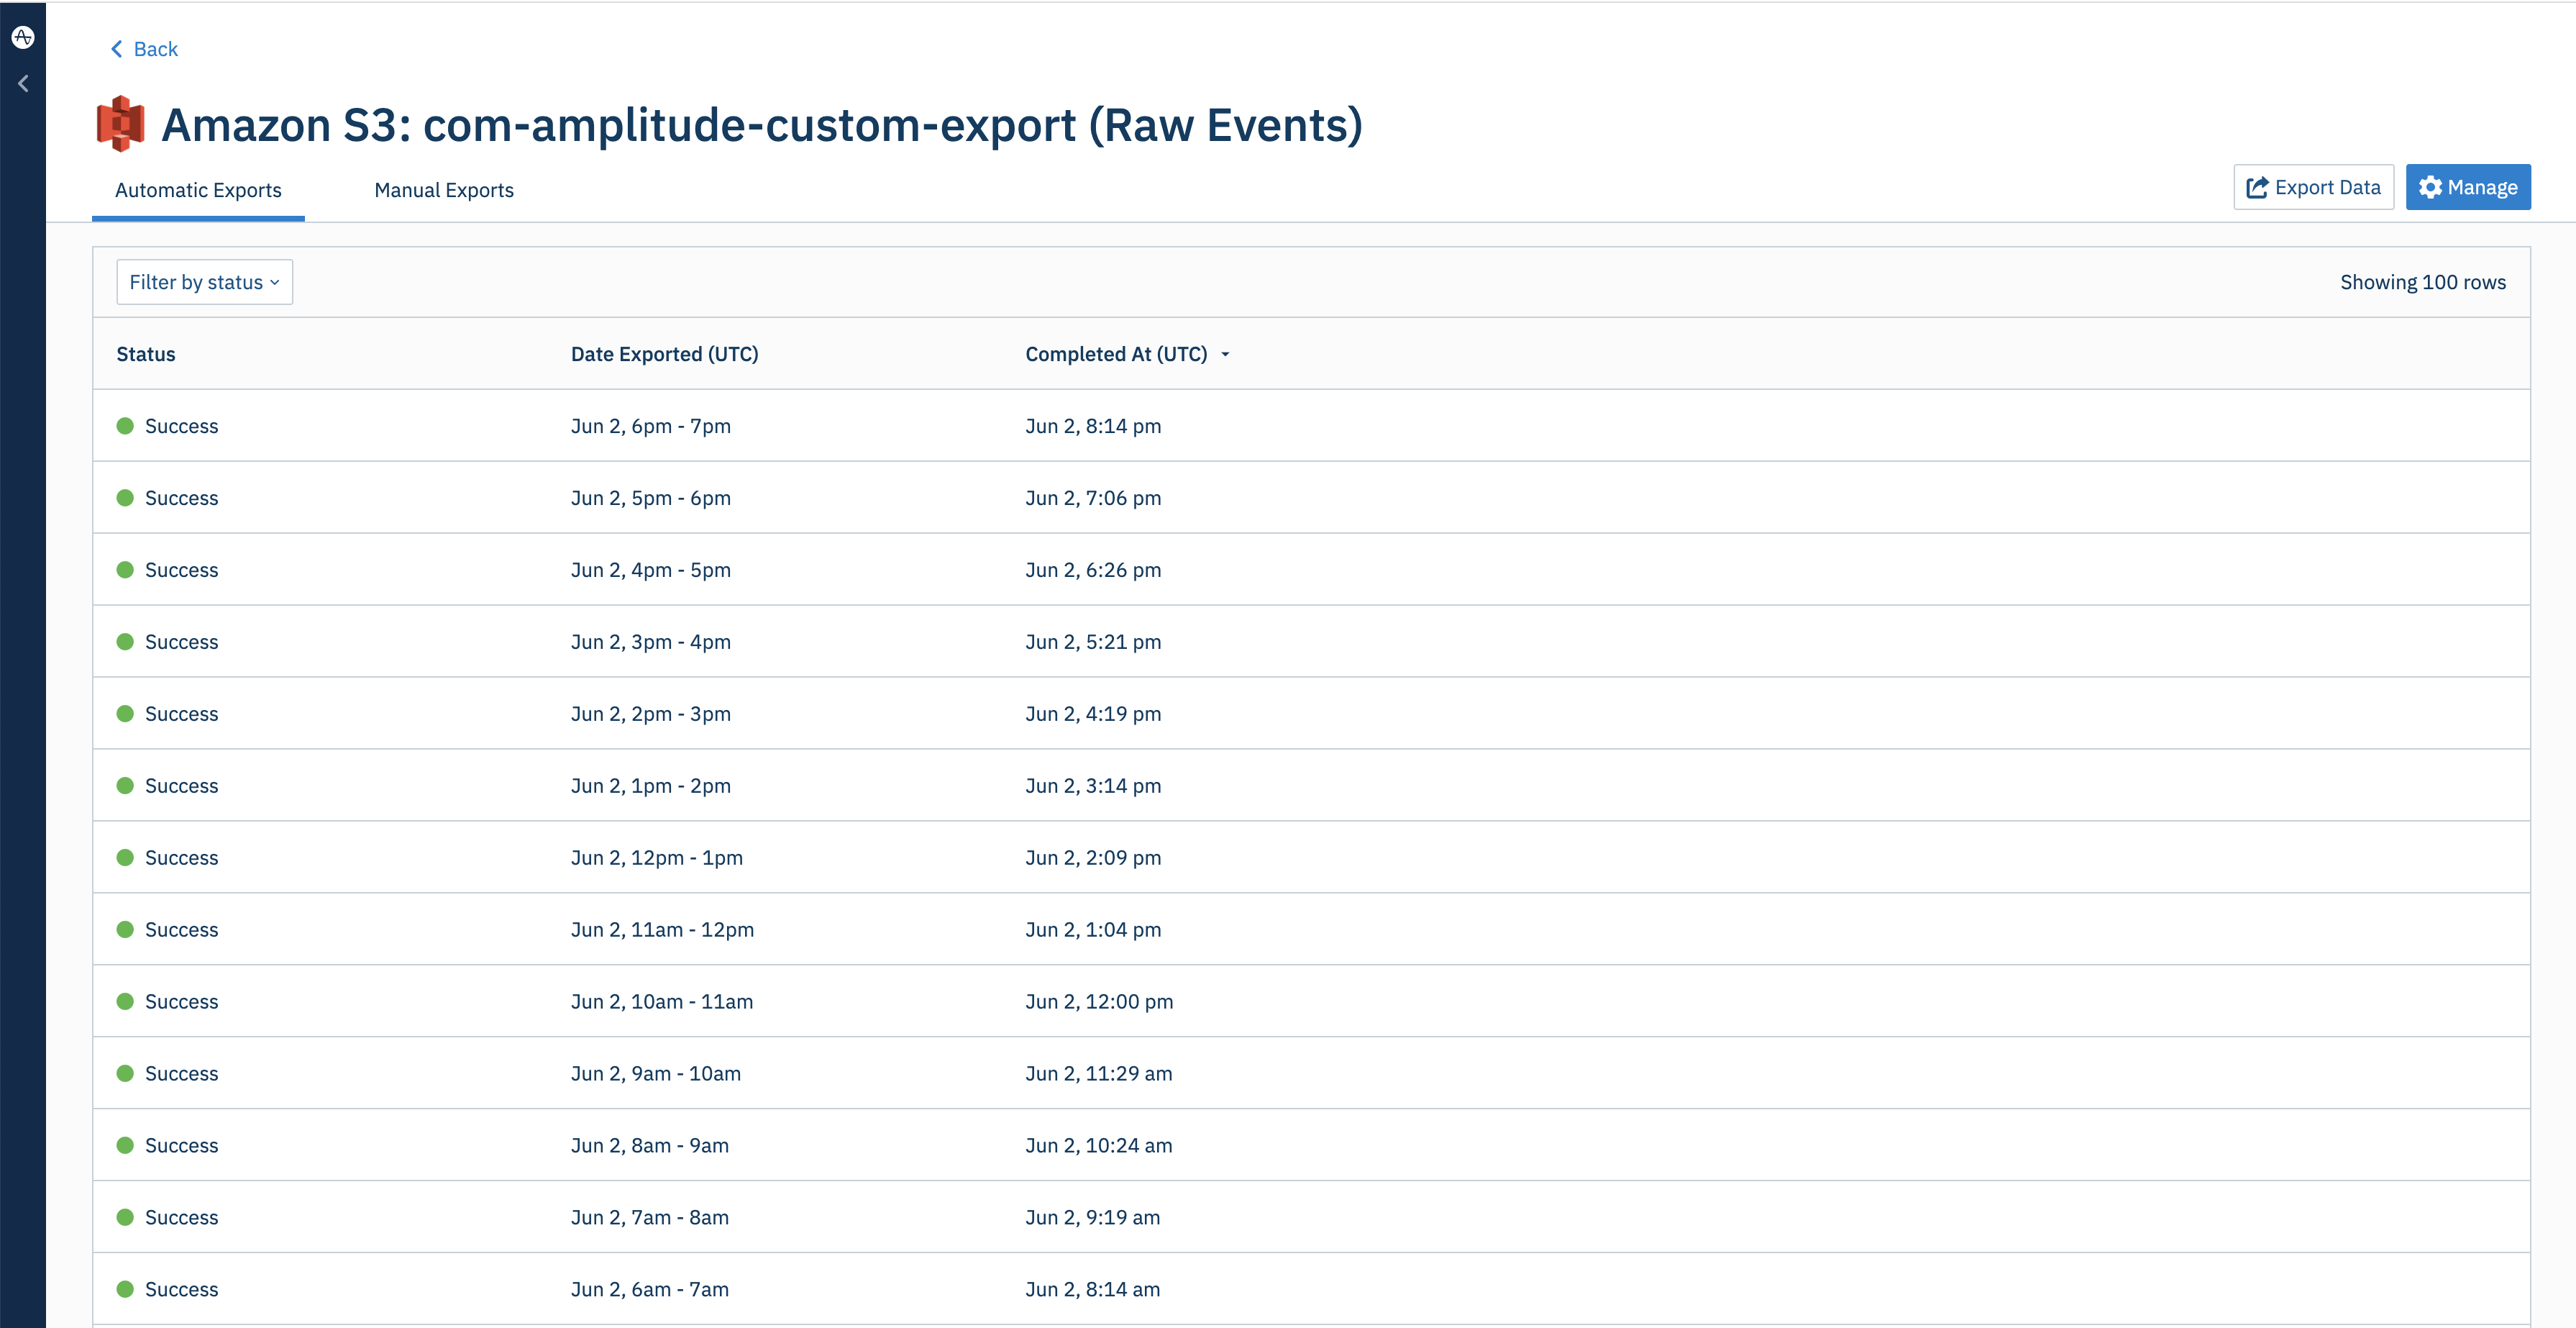 Back
Amazon S3: com-amplitude-custom-export (Raw Events)
Automatic Exports Manual Exports Export Data Manage
Filter by status Showing 100 rows
Status Date Exported (UTC) Completed At (UTC)
Success Jun 2, 6pm - 7pm Jun 2, 8:14 pm
Success Jun 2, 5pm - 6pm Jun 2, 7:06 pm
Success Jun 2, 4pm - 5pm Jun 2, 6:26 pm
Success Jun 2, 3pm - 4pm Jun 2, 5:21 pm
Success Jun 2, 2pm - 3pm Jun 2, 4:19 pm
Success Jun 2, 1pm - 2pm Jun 2, 3:14 pm
Success Jun 2, 12pm - 1pm Jun 2, 2:09 pm
Success Jun 2, 11am - 12pm Jun 2, 1:04 pm
Success Jun 2, 10am - 11am Jun 2, 12:00 pm
Success Jun 2, 9am - 10am Jun 2, 11:29 am
Success Jun 2, 8am - 9am Jun 2, 10:24 am
Success Jun 2, 7am - 8am Jun 2, 9:19 am
Success Jun 2, 6am - 7am Jun 2, 8:14 am